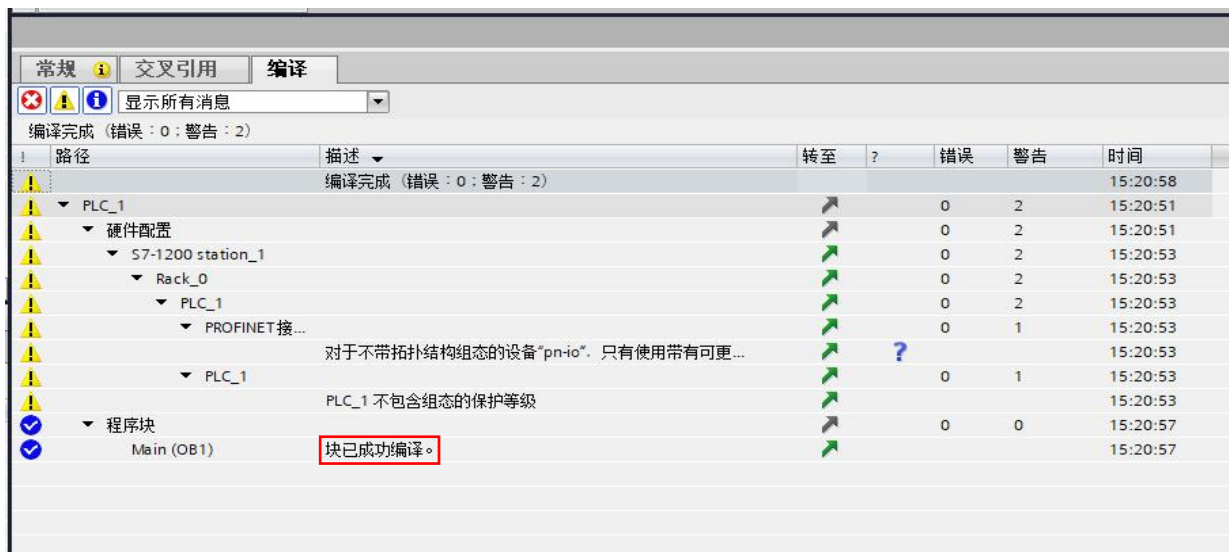 常规 交叉引用 编译
显示所有消息
编译完成（错误：0；警告：2）
! 路径 描述 转至 ? 错误 警告 时间
编译完成（错误：0；警告：2） 15:20:58
PLC_1 0 2 15:20:51
硬件配置 0 2 15:20:51
S7-1200 station_1 0 2 15:20:53
Rack_0 0 2 15:20:53
PLC_1 0 2 15:20:53
PROFINET接... 0 1 15:20:53
对于不带拓扑结构组态的设备“pn-io”．只有使用带有可更... ? 15:20:53
PLC_1 0 1 15:20:53
PLC_1 不包含组态的保护等级 15:20:53
程序块 0 0 15:20:57
Main (OB1) 块已成功编译。 15:20:57